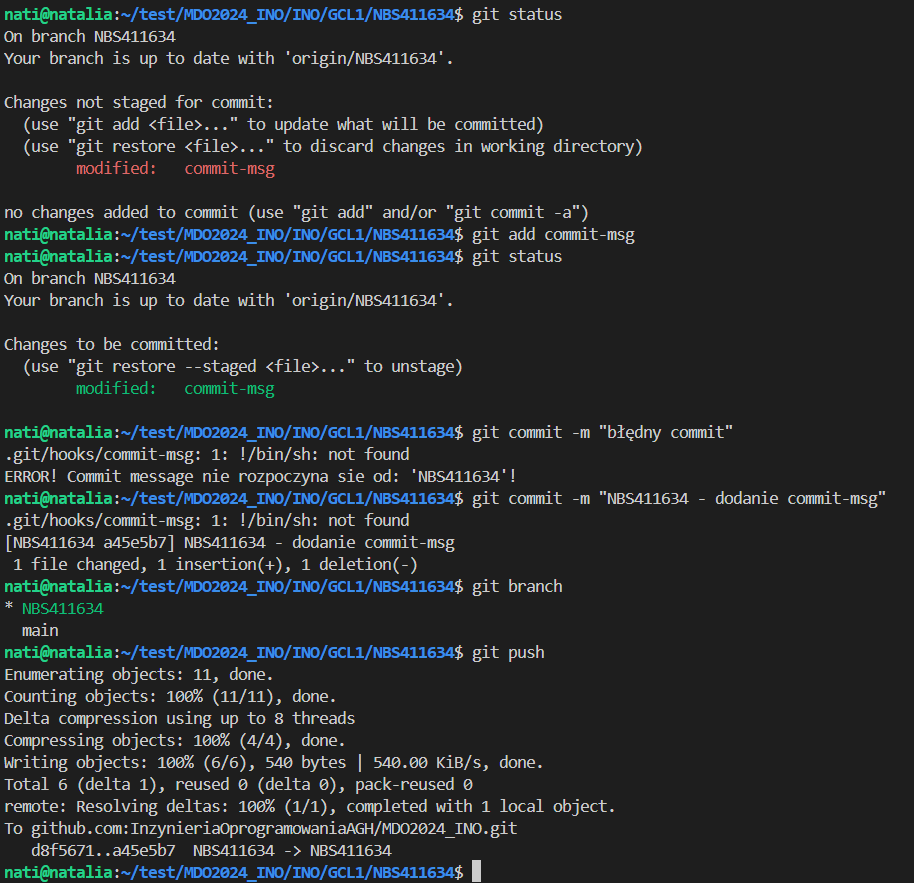 nati@natalia:~/test/MDO2024_INO/INO/GCL1/NBS411634$ git status
On branch NBS411634
Your branch is up to date with 'origin/NBS411634'.
Changes not staged for commit:
  (use "git add <file>..." to update what will be committed)
  (use "git restore <file>..." to discard changes in working directory)
        modified:   commit-msg
no changes added to commit (use "git add" and/or "git commit -a")
nati@natalia:~/test/MDO2024_INO/INO/GCL1/NBS411634$ git add commit-msg
nati@natalia:~/test/MDO2024_INO/INO/GCL1/NBS411634$ git status
On branch NBS411634
Your branch is up to date with 'origin/NBS411634'.
Changes to be committed:
  (use "git restore --staged <file>..." to unstage)
        modified:   commit-msg
nati@natalia:~/test/MDO2024_INO/INO/GCL1/NBS411634$ git commit -m "błędny commit"
.git/hooks/commit-msg: 1: !/bin/sh: not found
ERROR! Commit message nie rozpoczyna sie od: 'NBS411634'!
nati@natalia:~/test/MDO2024_INO/INO/GCL1/NBS411634$ git commit -m "NBS411634 - dodanie commit-msg"
.git/hooks/commit-msg: 1: !/bin/sh: not found
[NBS411634 a45e5b7] NBS411634 - dodanie commit-msg
 1 file changed, 1 insertion(+), 1 deletion(-)
nati@natalia:~/test/MDO2024_INO/INO/GCL1/NBS411634$ git branch
* NBS411634
  main
nati@natalia:~/test/MDO2024_INO/INO/GCL1/NBS411634$ git push
Enumerating objects: 11, done.
Counting objects: 100% (11/11), done.
Delta compression using up to 8 threads
Compressing objects: 100% (4/4), done.
Writing objects: 100% (6/6), 540 bytes | 540.00 KiB/s, done.
Total 6 (delta 1), reused 0 (delta 0), pack-reused 0
remote: Resolving deltas: 100% (1/1), completed with 1 local object.
To github.com:InzynieriaOprogramowaniaAGH/MDO2024_INO.git
   d8f5671..a45e5b7  NBS411634 -> NBS411634
nati@natalia:~/test/MDO2024_INO/INO/GCL1/NBS411634$